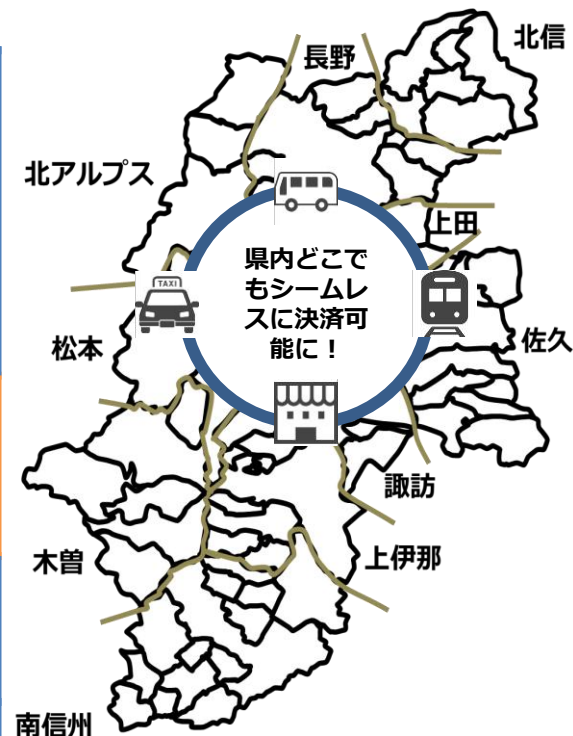 北信
長野
北アルプス
上田
TAXI
県内どこで
もシームレ
スに決済可
能に！
松本
佐久
諏訪
木曽
上伊那
南信州